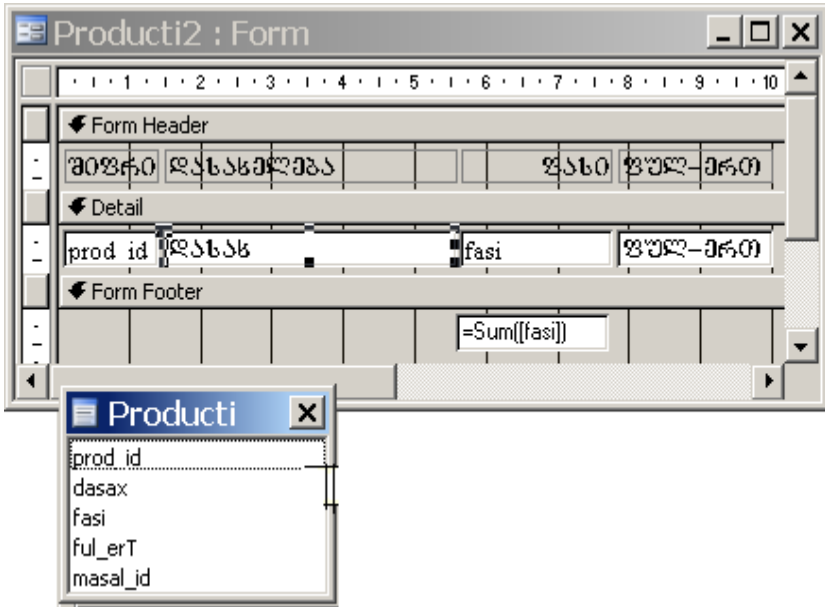 Producti2 : Form
1 2 3 4 5 6 7 8 9 10
Form Header
შიფრი დასახელება ფასი ფულ-ერთ
Detail
prod_id დასახ fasi ფულ-ერთ
Form Footer
=Sum([fasi])
Producti
prod_id
dasax
fasi
ful_erT
masal_id